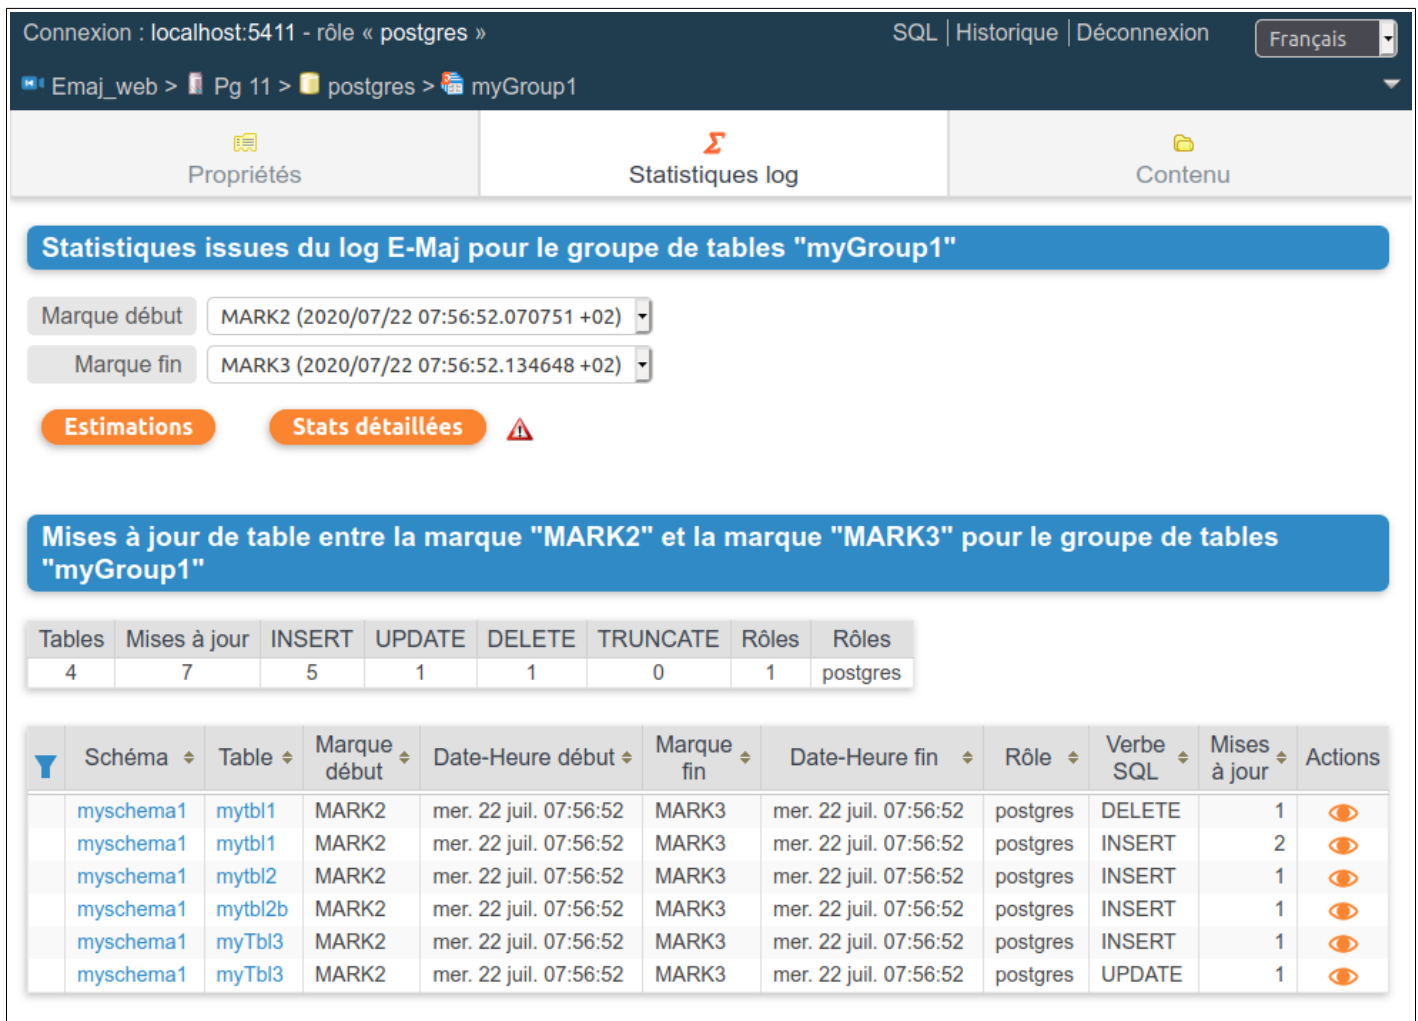 Connexion : localhost:5411 - rôle « postgres »
SQL | Historique | Déconnexion
Français
Emaj_web > Pg 11 > postgres > myGroup1
Propriétés
Σ
Statistiques log
Contenu
Statistiques issues du log E-Maj pour le groupe de tables "myGroup1"
Marque début MARK2 (2020/07/22 07:56:52.070751 +02)
Marque fin MARK3 (2020/07/22 07:56:52.134648 +02)
Estimations Stats détaillées
Mises à jour de table entre la marque "MARK2" et la marque "MARK3" pour le groupe de tables
"myGroup1"
Tables Mises à jour INSERT UPDATE DELETE TRUNCATE Rôles Rôles
4 7 5 1 1 0 1 postgres
Schéma Table Marque début Date-Heure début Marque fin Date-Heure fin Rôle Verbe SQL Mises à jour Actions
myschema1 mytbl1 MARK2 mer. 22 juil. 07:56:52 MARK3 mer. 22 juil. 07:56:52 postgres DELETE 1
myschema1 mytbl1 MARK2 mer. 22 juil. 07:56:52 MARK3 mer. 22 juil. 07:56:52 postgres INSERT 2
myschema1 mytbl2 MARK2 mer. 22 juil. 07:56:52 MARK3 mer. 22 juil. 07:56:52 postgres INSERT 1
myschema1 mytbl2b MARK2 mer. 22 juil. 07:56:52 MARK3 mer. 22 juil. 07:56:52 postgres INSERT 1
myschema1 myTbl3 MARK2 mer. 22 juil. 07:56:52 MARK3 mer. 22 juil. 07:56:52 postgres INSERT 1
myschema1 myTbl3 MARK2 mer. 22 juil. 07:56:52 MARK3 mer. 22 juil. 07:56:52 postgres UPDATE 1